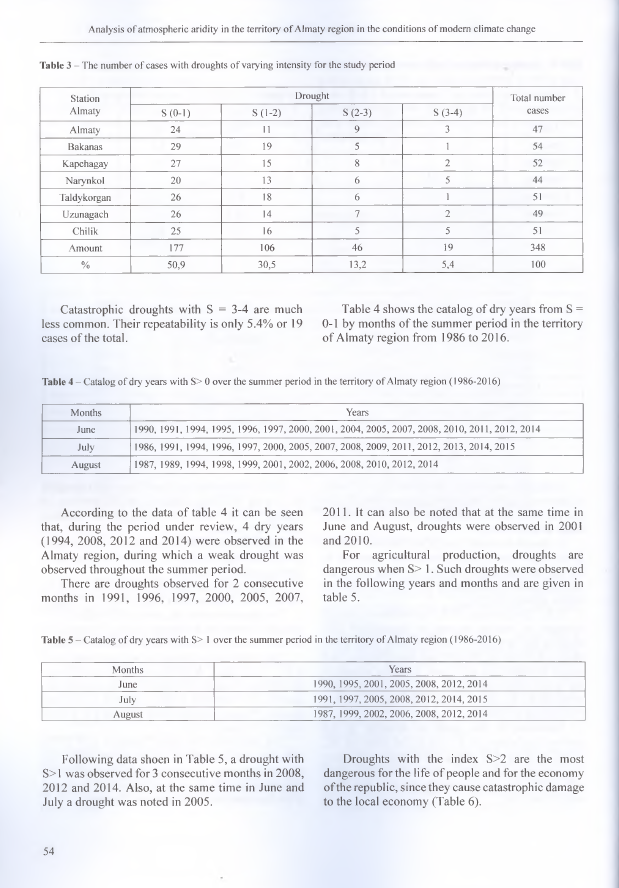 Analysis of atmospheric aridity in the territory of Almaty region in the conditions of modern climate change
Table 3 – The number of cases with droughts of varying intensity for the study period
Station Almaty Drought Total number cases
S (0-1) S (1-2) S (2-3) S (3-4)
Almaty 24 11 9 3 47
Bakanas 29 19 5 1 54
Kapchagay 27 15 8 2 52
Narynkol 20 13 6 5 44
Taldykorgan 26 18 6 1 51
Uzunagach 26 14 7 2 49
Chilik 25 16 5 5 51
Amount 177 106 46 19 348
% 50,9 30,5 13,2 5,4 100
Catastrophic droughts with S = 3-4 are much
less common. Their repeatability is only 5.4% or 19
cases of the total.
Table 4 shows the catalog of dry years from S =
0-1 by months of the summer period in the territory
of Almaty region from 1986 to 2016.
Table 4 – Catalog of dry years with S> 0 over the summer period in the territory of Almaty region (1986-2016)
Months Years
June 1990, 1991, 1994, 1995, 1996, 1997, 2000, 2001, 2004, 2005, 2007, 2008, 2010, 2011, 2012, 2014
July 1986, 1991, 1994, 1996, 1997, 2000, 2005, 2007, 2008, 2009, 2011, 2012, 2013, 2014, 2015
August 1987, 1989, 1994, 1998, 1999, 2001, 2002, 2006, 2008, 2010, 2012, 2014
According to the data of table 4 it can be seen
that, during the period under review, 4 dry years
(1994, 2008, 2012 and 2014) were observed in the
Almaty region, during which a weak drought was
observed throughout the summer period.
There are droughts observed for 2 consecutive
months in 1991, 1996, 1997, 2000, 2005, 2007,
2011. It can also be noted that at the same time in
June and August, droughts were observed in 2001
and 2010.
For agricultural production, droughts are
dangerous when S> 1. Such droughts were observed
in the following years and months and are given in
table 5.
Table 5 – Catalog of dry years with S> 1 over the summer period in the territory of Almaty region (1986-2016)
Months Years
June 1990, 1995, 2001, 2005, 2008, 2012, 2014
July 1991, 1997, 2005, 2008, 2012, 2014, 2015
August 1987, 1999, 2002, 2006, 2008, 2012, 2014
Following data shoen in Table 5, a drought with
S>1 was observed for 3 consecutive months in 2008,
2012 and 2014. Also, at the same time in June and
July a drought was noted in 2005.
Droughts with the index S>2 are the most
dangerous for the life of people and for the economy
of the republic, since they cause catastrophic damage
to the local economy (Table 6).
54